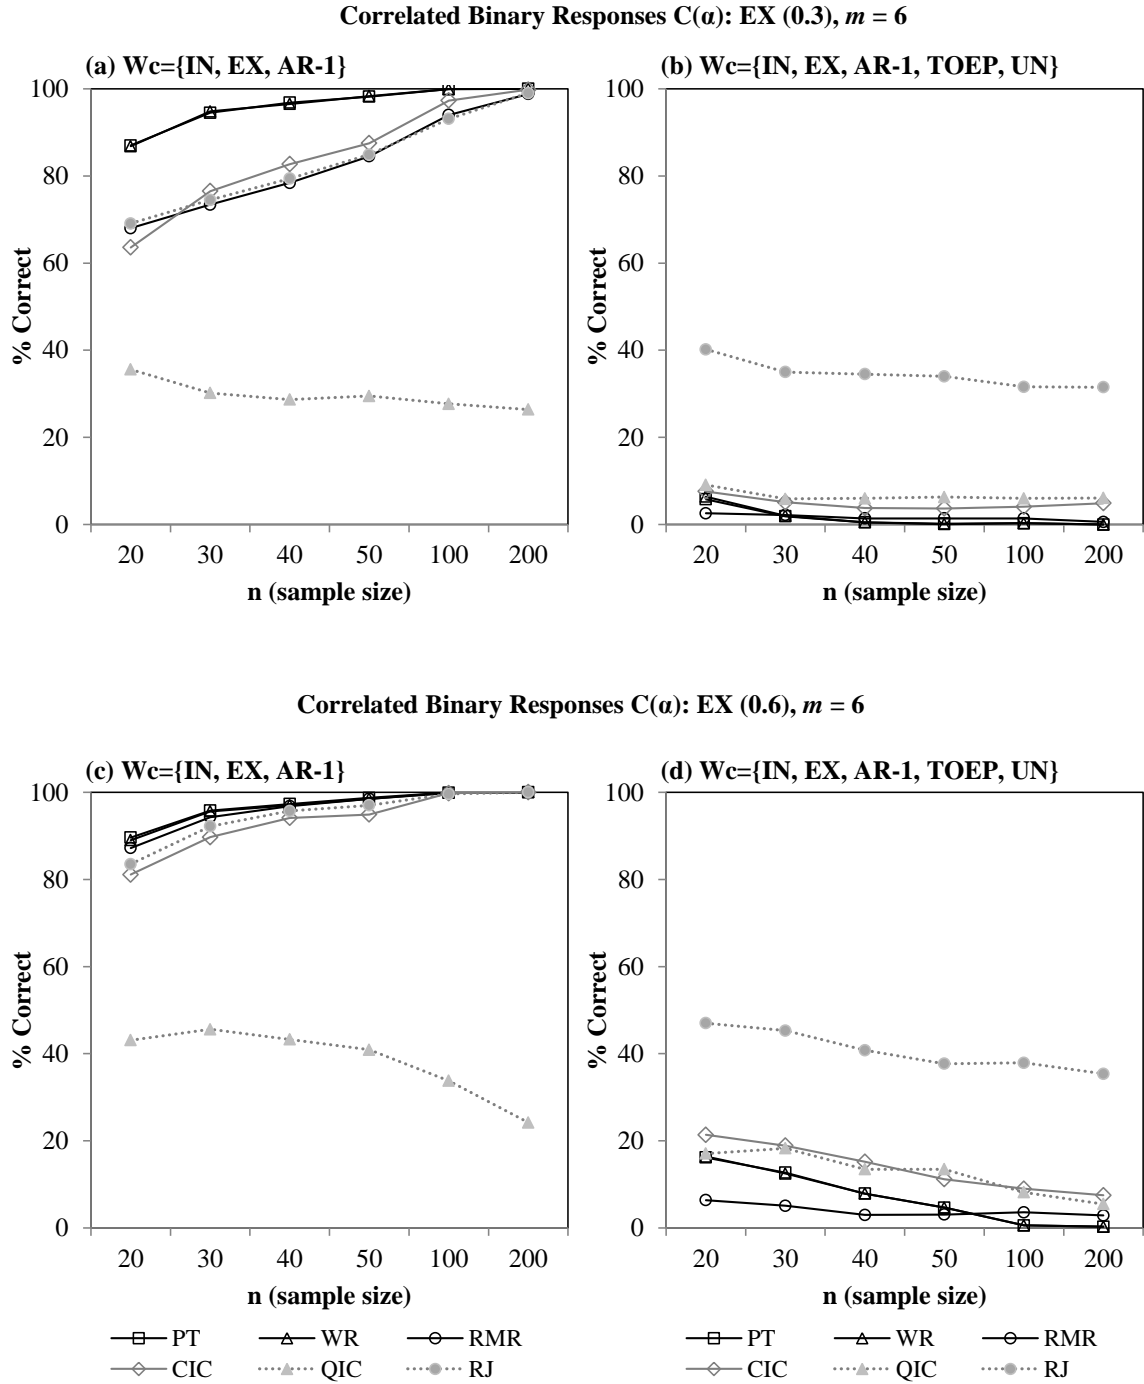 Correlated Binary Responses C(α): EX (0.3), m = 6
(a) Wc={IN, EX, AR-1}
100
80
60
40
20
0
% Correct
20 30 40 50 100 200
n (sample size)
(b) Wc={IN, EX, AR-1, TOEP, UN}
100
80
60
40
20
0
% Correct
20 30 40 50 100 200
n (sample size)
Correlated Binary Responses C(α): EX (0.6), m = 6
(c) Wc={IN, EX, AR-1}
100
80
60
40
20
0
% Correct
20 30 40 50 100 200
n (sample size)
PT WR RMR
CIC QIC RJ
(d) Wc={IN, EX, AR-1, TOEP, UN}
100
80
60
40
20
0
% Correct
20 30 40 50 100 200
n (sample size)
PT WR RMR
CIC QIC RJ